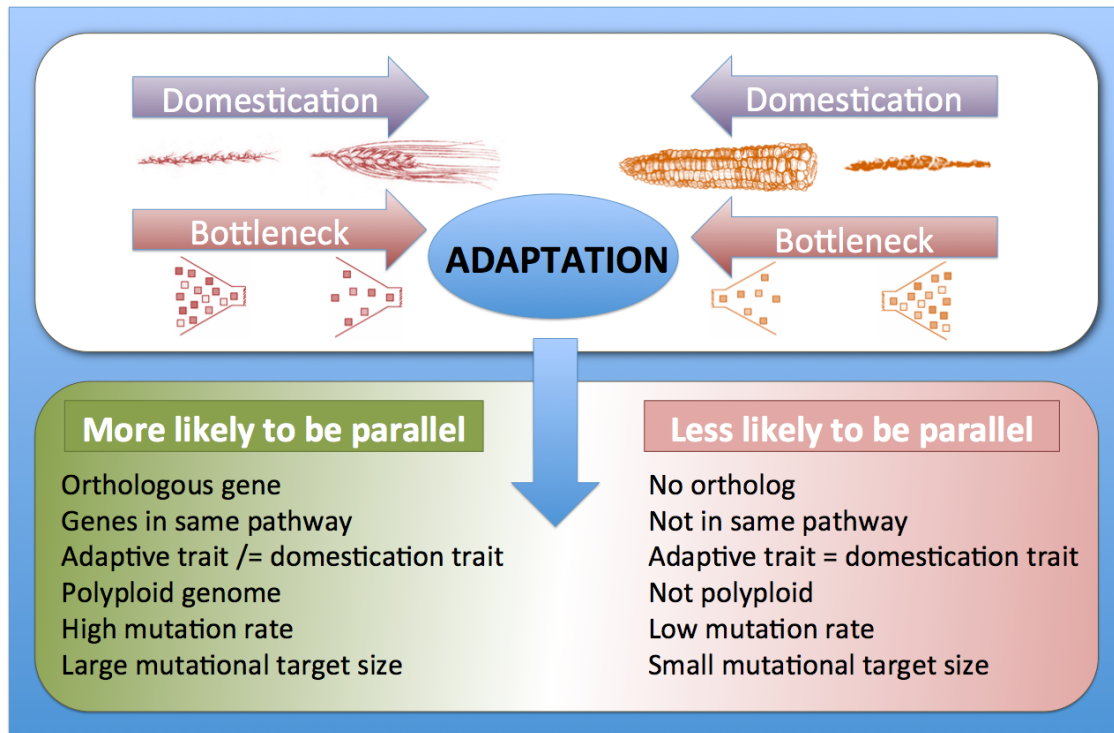 Domestication
Domestication
Bottleneck
Bottleneck
ADAPTATION
More likely to be parallel
Orthologous gene
Genes in same pathway
Adaptive trait /= domestication trait
Polyploid genome
High mutation rate
Large mutational target size
Less likely to be parallel
No ortholog
Not in same pathway
Adaptive trait = domestication trait
Not polyploid
Low mutation rate
Small mutational target size